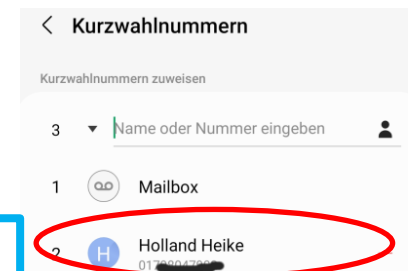 Kurzwahlnummern
Kurzwahlnummern zuweisen
3 Name oder Nummer eingeben
1 Mailbox
2 H Holland Heike